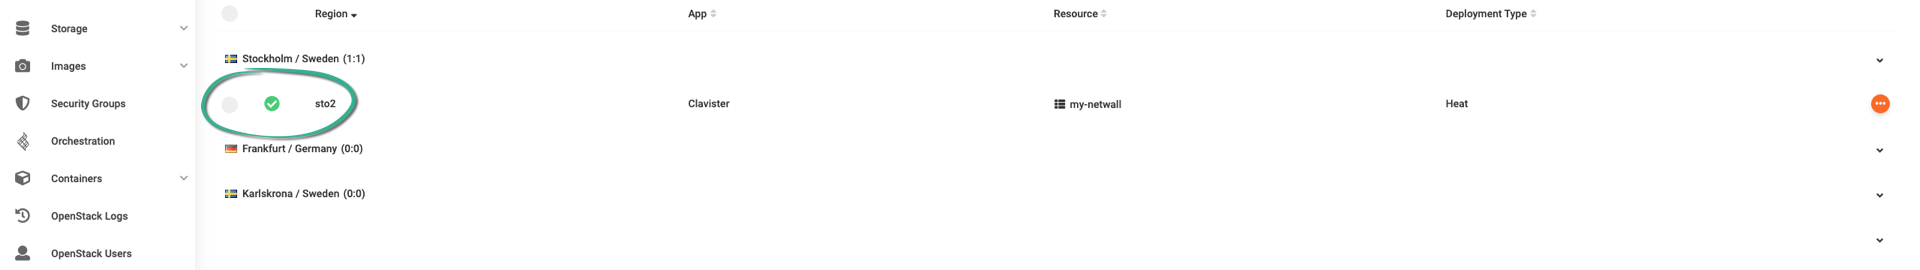 Region App Resource Deployment Type
Storage
Stockholm / Sweden (1:1)
Images
Security Groups
sto2 Clavister my-netwall Heat
Orchestration
Frankfurt / Germany (0:0)
Containers
Karlskrona / Sweden (0:0)
OpenStack Logs
OpenStack Users